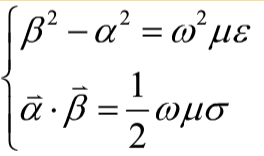 β² − α² = ω²με
α⃗ · β⃗ = 1/2 ωμσ